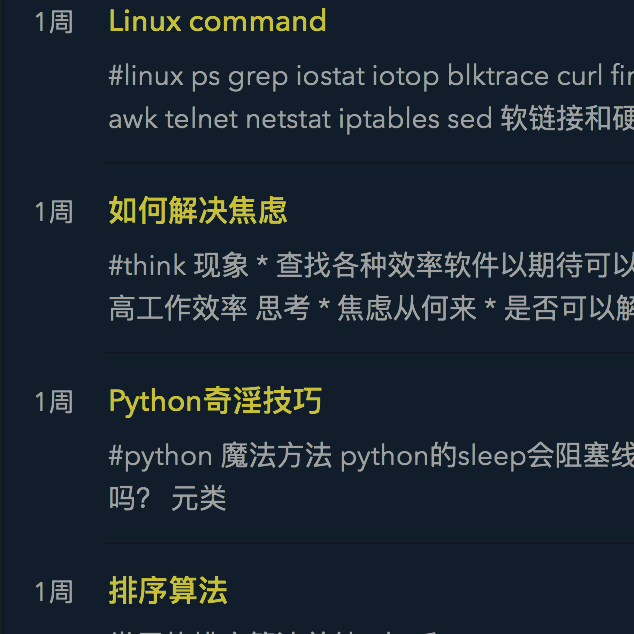 1周 Linux command
#linux ps grep iostat iotop blktrace curl
awk telnet netstat iptables sed 软链接和硬
1周 如何解决焦虑
#think 现象 * 查找各种效率软件以期待可以
高工作效率 思考 * 焦虑从何来 * 是否可以解
1周 Python奇淫技巧
#python 魔法方法 python的sleep会阻塞线
吗？ 元类
1周 排序算法